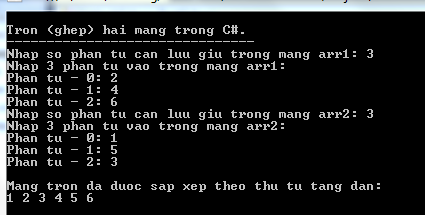 Tron (ghep) hai mang trong C#.
--------------------------------
Nhap so phan tu can luu giu trong mang arr1: 3
Nhap 3 phan tu vao trong mang arr1:
Phan tu - 0: 2
Phan tu - 1: 4
Phan tu - 2: 6
Nhap so phan tu can luu giu trong mang arr2: 3
Nhap 3 phan tu vao trong mang arr2:
Phan tu - 0: 1
Phan tu - 1: 5
Phan tu - 2: 3
Mang tron da duoc sap xep theo thu tu tang dan:
1 2 3 4 5 6